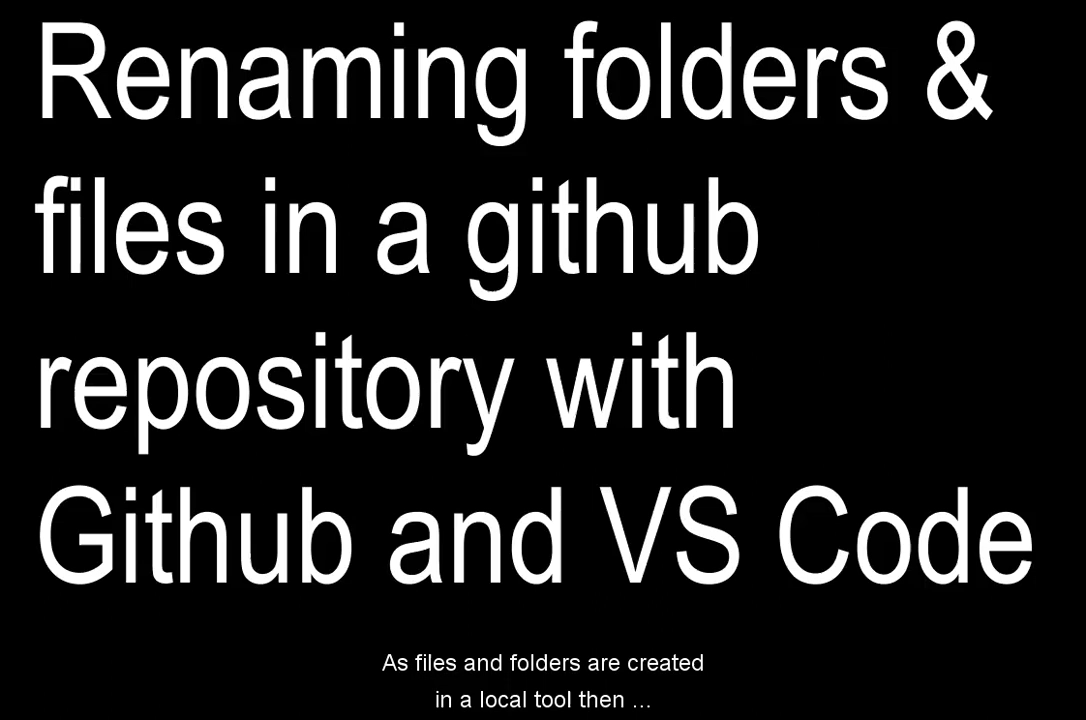 Renaming folders &
files in a github
repository with
Github and VS Code
As files and folders are created
in a local tool then ...